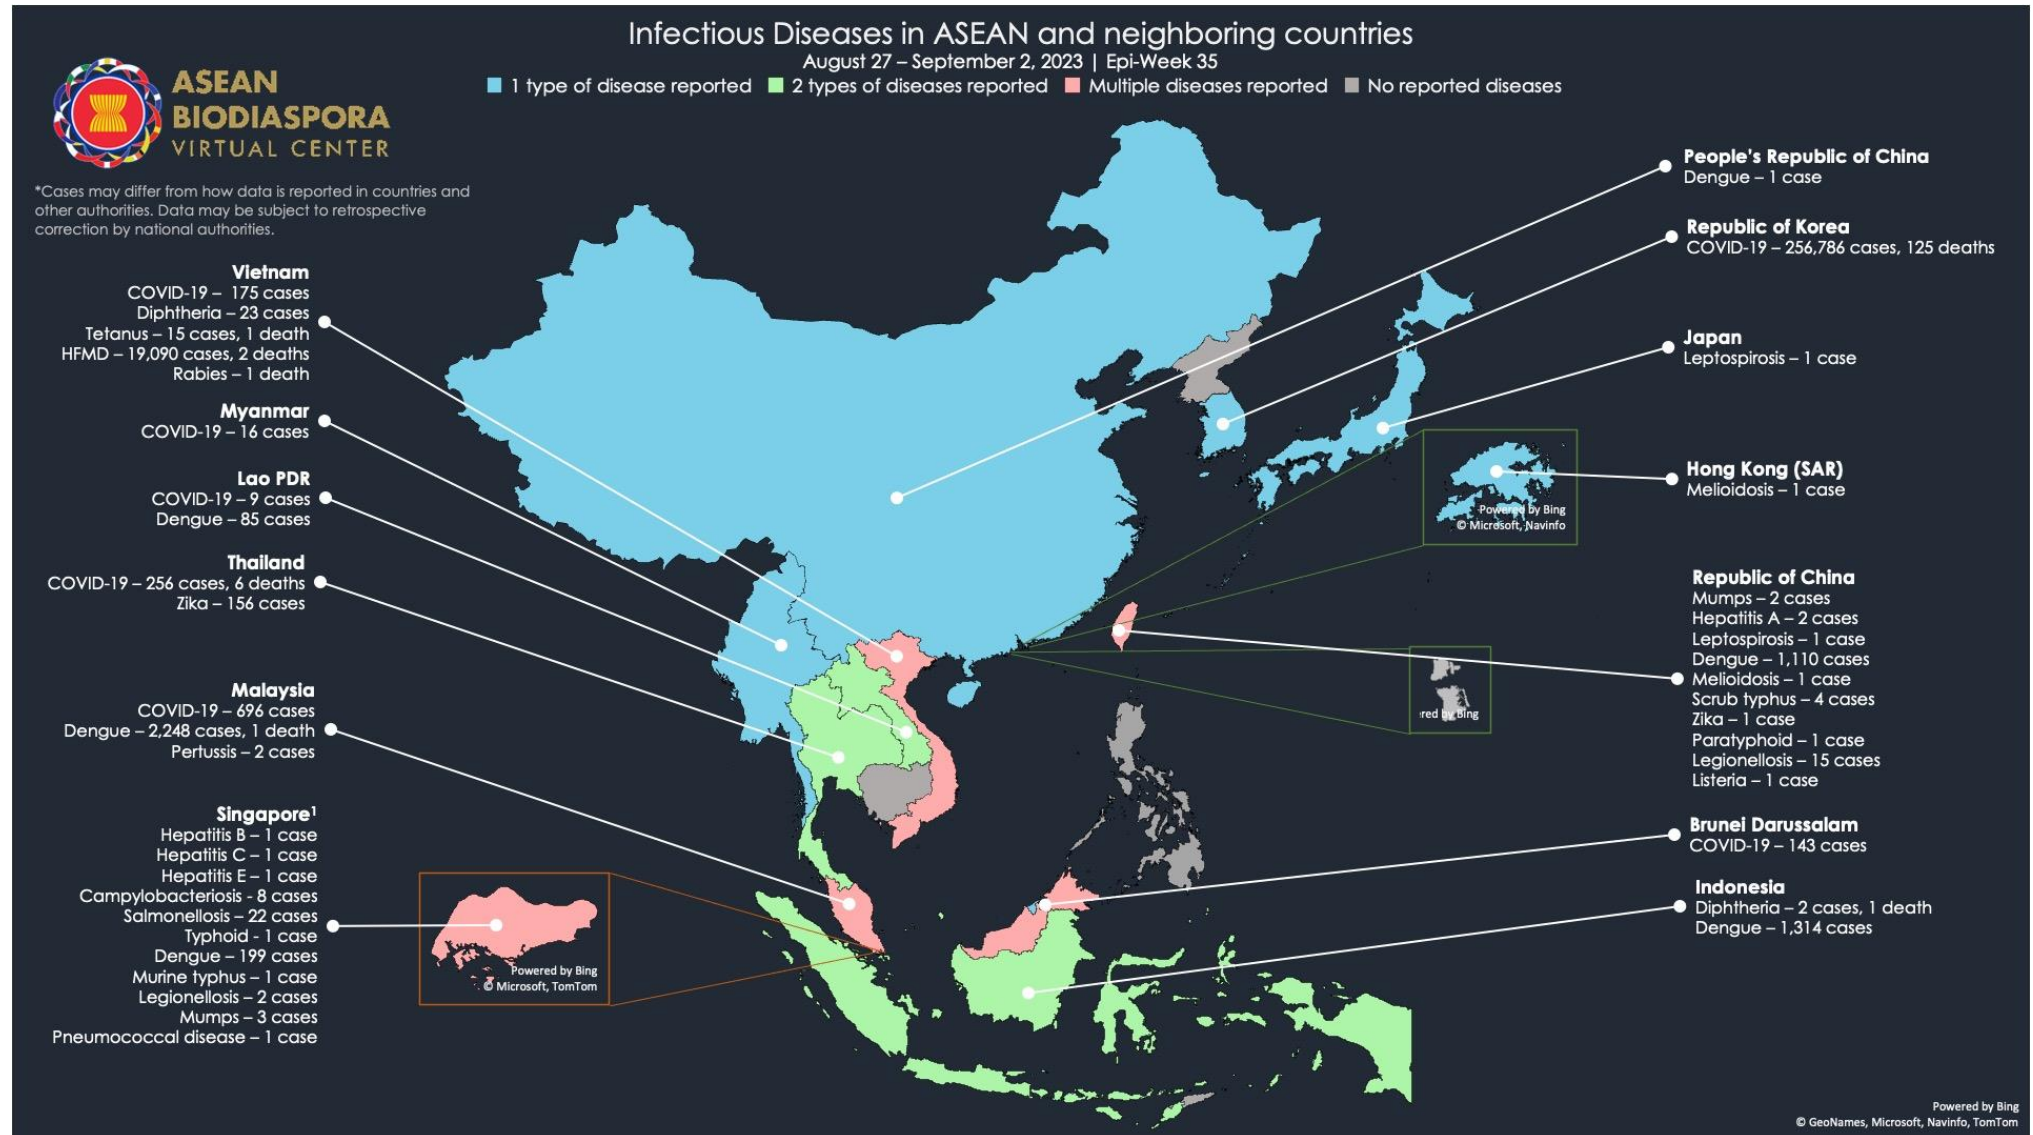 Infectious Diseases in ASEAN and neighboring countries
August 27 – September 2, 2023 | Epi-Week 35
1 type of disease reported
2 types of diseases reported
Multiple diseases reported
No reported diseases
ASEAN
BIODIASPORA
VIRTUAL CENTER
*Cases may differ from how data is reported in countries and
other authorities. Data may be subject to retrospective
correction by national authorities.
Vietnam
COVID-19 – 175 cases
Diphtheria – 23 cases
Tetanus – 15 cases, 1 death
HFMD – 19,090 cases, 2 deaths
Rabies – 1 death
Myanmar
COVID-19 – 16 cases
Lao PDR
COVID-19 – 9 cases
Dengue – 85 cases
Thailand
COVID-19 – 256 cases, 6 deaths
Zika – 156 cases
Malaysia
COVID-19 – 696 cases
Dengue – 2,248 cases, 1 death
Pertussis – 2 cases
Singapore¹
Hepatitis B – 1 case
Hepatitis C – 1 case
Hepatitis E – 1 case
Campylobacteriosis - 8 cases
Salmonellosis – 22 cases
Typhoid - 1 case
Dengue – 199 cases
Murine typhus – 1 case
Legionellosis – 2 cases
Mumps – 3 cases
Pneumococcal disease – 1 case
Powered by Bing
© Microsoft, TomTom
People's Republic of China
Dengue – 1 case
Republic of Korea
COVID-19 – 256,786 cases, 125 deaths
Japan
Leptospirosis – 1 case
Hong Kong (SAR)
Melioidosis – 1 case
Powered by Bing
© Microsoft, Navinfo
Republic of China
Mumps – 2 cases
Hepatitis A – 2 cases
Leptospirosis – 1 case
Dengue – 1,110 cases
Melioidosis – 1 case
Scrub typhus – 4 cases
Zika – 1 case
Paratyphoid – 1 case
Legionellosis – 15 cases
Listeria – 1 case
red by Bing
Brunei Darussalam
COVID-19 – 143 cases
Indonesia
Diphtheria – 2 cases, 1 death
Dengue – 1,314 cases
Powered by Bing
© GeoNames, Microsoft, Navinfo, TomTom